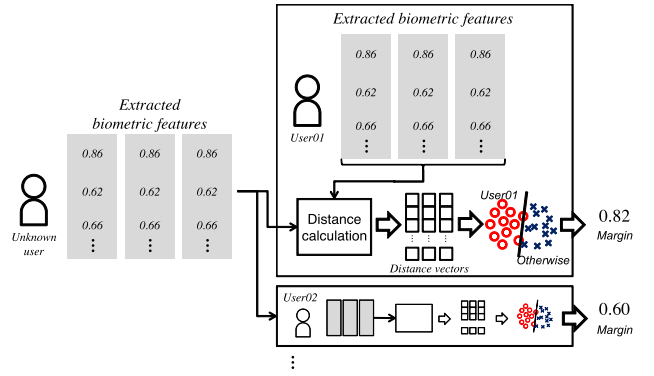 Extracted biometric features
0.86 0.86 0.86
0.62 0.62 0.62
0.66 0.66 0.66
User01
Extracted
biometric features
0.86 0.86 0.86
0.62 0.62 0.62
0.66 0.66 0.66
Unknown
user
Distance
calculation
Distance vectors
User01
Otherwise
0.82
Margin
User02
0.60
Margin